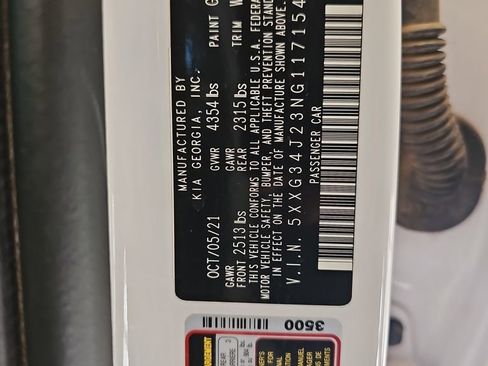 MANUFACTURED BY
KIA GEORGIA, INC.
OCT/05/21 GVWR 4354 lbs PAINT
GAWR GAWR TRIM
FRONT 2513 lbs REAR 2315 lbs
THIS VEHICLE CONFORMS TO ALL APPLICABLE U.S.A. FEDERAL
MOTOR VEHICLE SAFETY, BUMPER, AND THEFT PREVENTION STAND
IN EFFECT ON THE DATE OF MANUFACTURE SHOWN ABOVE.
V.I.N. 5XXG34J23NG117154
PASSENGER CAR
3500